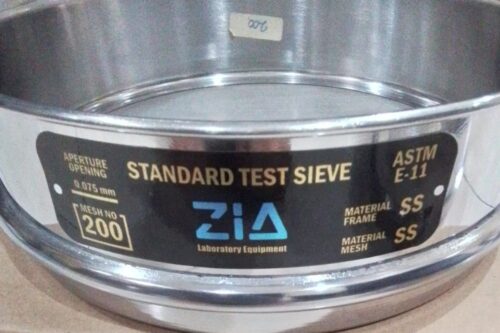 200
APERTURE
OPENING
0.075 mm
MESH NO
200
STANDARD TEST SIEVE
ZiA
Laboratory Equipment
ASTM
E-11
MATERIAL
FRAME SS
MATERIAL
MESH SS